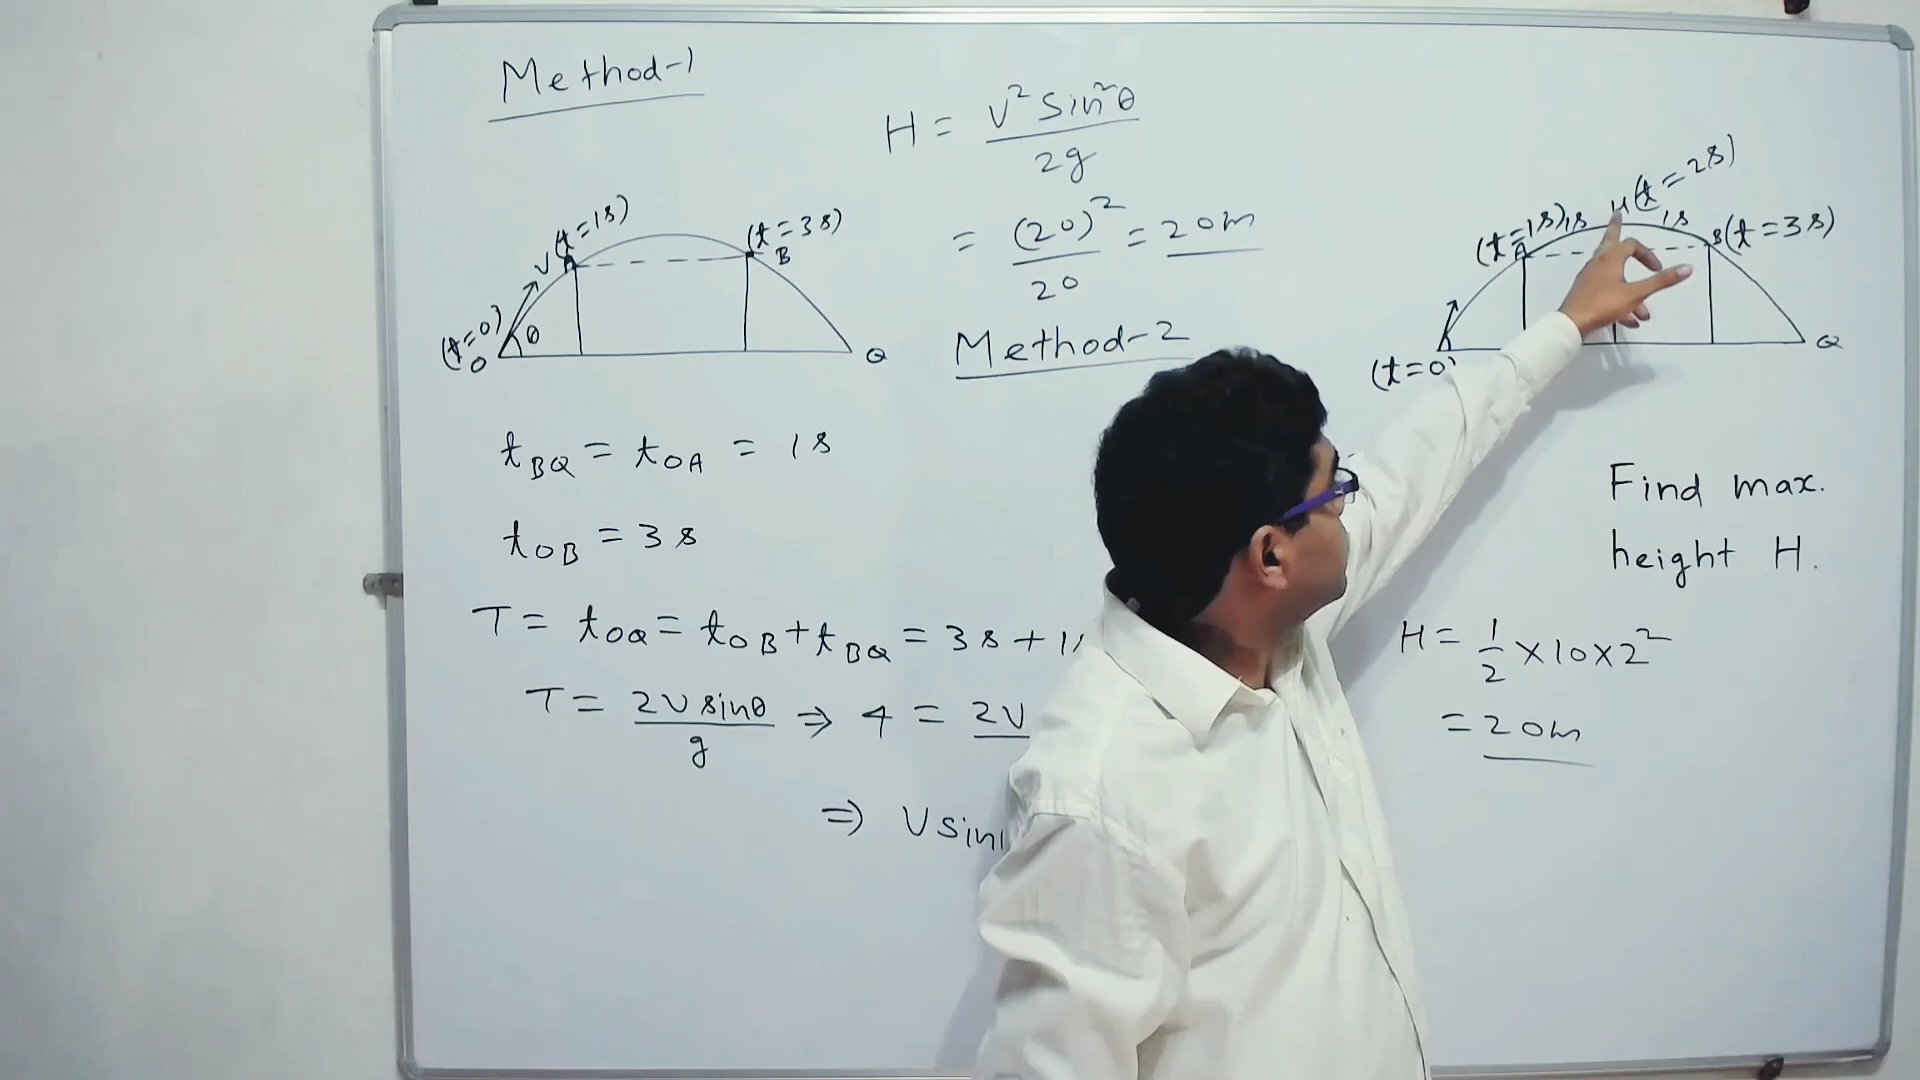 Method-1
H = V² Sin²θ / 2g
= (20)² / 20 = 20m
(t=1s)
(t=3s)
V
A
B
(t=0)
O
θ
Q
t_BQ = t_OA = 1s
t_OB = 3s
T = t_OQ = t_OB + t_BQ = 3s + 1
T = 2V sinθ / g ⇒ 4 = 2V
⇒ V sin
Method-2
H (t=2s)
(t=1s) 1s 1s
A
B (t=3s)
(t=0)
Q
Find max.
height H.
H = 1/2 × 10 × 2²
= 20m